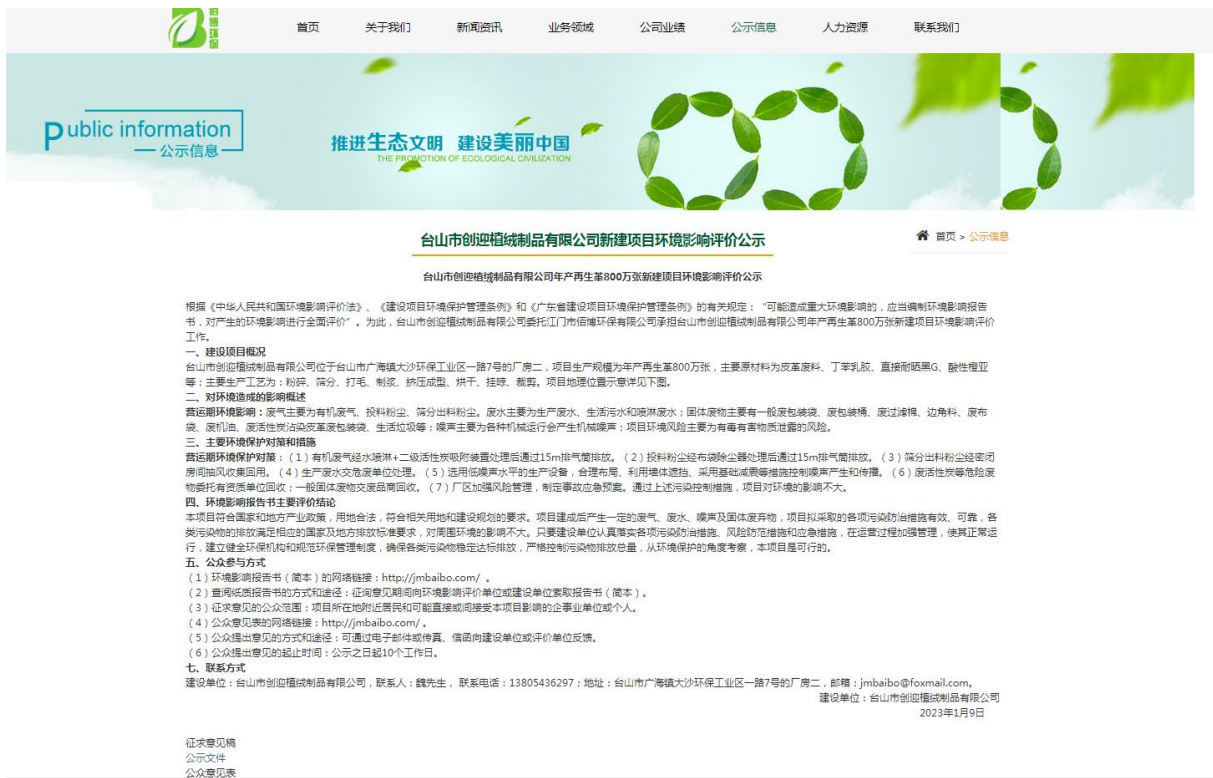 佰博环保
首页 关于我们 新闻资讯 业务领域 公司业绩 公示信息 人力资源 联系我们
Public information
公示信息
推进生态文明 建设美丽中国
THE PROMOTION OF ECOLOGICAL CIVILIZATION
台山市创迎植绒制品有限公司新建项目环境影响评价公示
首页 > 公示信息
台山市创迎植绒制品有限公司年产再生革800万张新建项目环境影响评价公示
根据《中华人民共和国环境影响评价法》、《建设项目环境保护管理条例》和《广东省建设项目环境保护管理条例》的有关规定:“可能造成重大环境影响的,应当编制环境影响报告
书,对产生的环境影响进行全面评价”。为此,台山市创迎植绒制品有限公司委托江门市佰博环保有限公司承担台山市创迎植绒制品有限公司年产再生革800万张新建项目环境影响评价
工作。
一、建设项目概况
台山市创迎植绒制品有限公司位于台山市广海镇大沙环保工业区一路7号的厂房二,项目生产规模为年产再生革800万张,主要原材料为皮革废料、丁苯乳胶、直接耐晒黑G、酸性橙亚
等;主要生产工艺为:粉碎、筛分、打毛、制浆、挤压成型、烘干、挂晾、裁剪。项目地理位置示意详见下图。
二、对环境造成的影响概述
营运期环境影响:废气主要为有机废气、投料粉尘、筛分出料粉尘。废水主要为生产废水、生活污水和喷淋废水;固体废物主要有一般废包装袋、废包装桶、废过滤棉、边角料、废布
袋、废机油、废活性炭沾染皮革废包装袋、生活垃圾等;噪声主要为各种机械运行会产生机械噪声;项目环境风险主要为有毒有害物质泄露的风险。
三、主要环境保护对策和措施
营运期环境保护对策:(1)有机废气经水喷淋+二级活性炭吸附装置处理后通过15m排气筒排放。(2)投料粉尘经布袋除尘器处理后通过15m排气筒排放。(3)筛分出料粉尘经密闭
房间抽风收集回用。(4)生产废水交危废单位处理。(5)选用低噪声水平的生产设备,合理布局、利用墙体遮挡、采用基础减震等措施控制噪声产生和传播。(6)废活性炭等危险废
物委托有资质单位回收;一般固体废物交废品商回收。(7)厂区加强风险管理,制定事故应急预案。通过上述污染控制措施,项目对环境的影响不大。
四、环境影响报告书主要评价结论
本项目符合国家和地方产业政策,用地合法,符合相关用地和建设规划的要求。项目建成后产生一定的废气、废水、噪声及固体废弃物,项目拟采取的各项污染防治措施有效、可靠,各
类污染物的排放满足相应的国家及地方排放标准要求,对周围环境的影响不大。只要建设单位认真落实各项污染防治措施、风险防范措施和应急措施,在运营过程加强管理,使其正常运
行,建立健全环保机构和规范环保管理制度,确保各类污染物稳定达标排放,严格控制污染物排放总量,从环境保护的角度考察,本项目是可行的。
五、公众参与方式
(1)环境影响报告书(简本)的网络链接:http://jmbaibo.com/ 。
(2)查阅纸质报告书的方式和途径:征询意见期间向环境影响评价单位或建设单位索取报告书(简本)。
(3)征求意见的公众范围:项目所在地附近居民和可能直接或间接受本项目影响的企事业单位或个人。
(4)公众意见表的网络链接:http://jmbaibo.com/ 。
(5)公众提出意见的方式和途径:可通过电子邮件或传真、信函向建设单位或评价单位反馈。
(6)公众提出意见的起止时间:公示之日起10个工作日。
七、联系方式
建设单位:台山市创迎植绒制品有限公司,联系人:魏先生, 联系电话:13805436297;地址:台山市广海镇大沙环保工业区一路7号的厂房二,邮箱:jmbaibo@foxmail.com。
建设单位:台山市创迎植绒制品有限公司
2023年1月9日
征求意见稿
公示文件
公众意见表